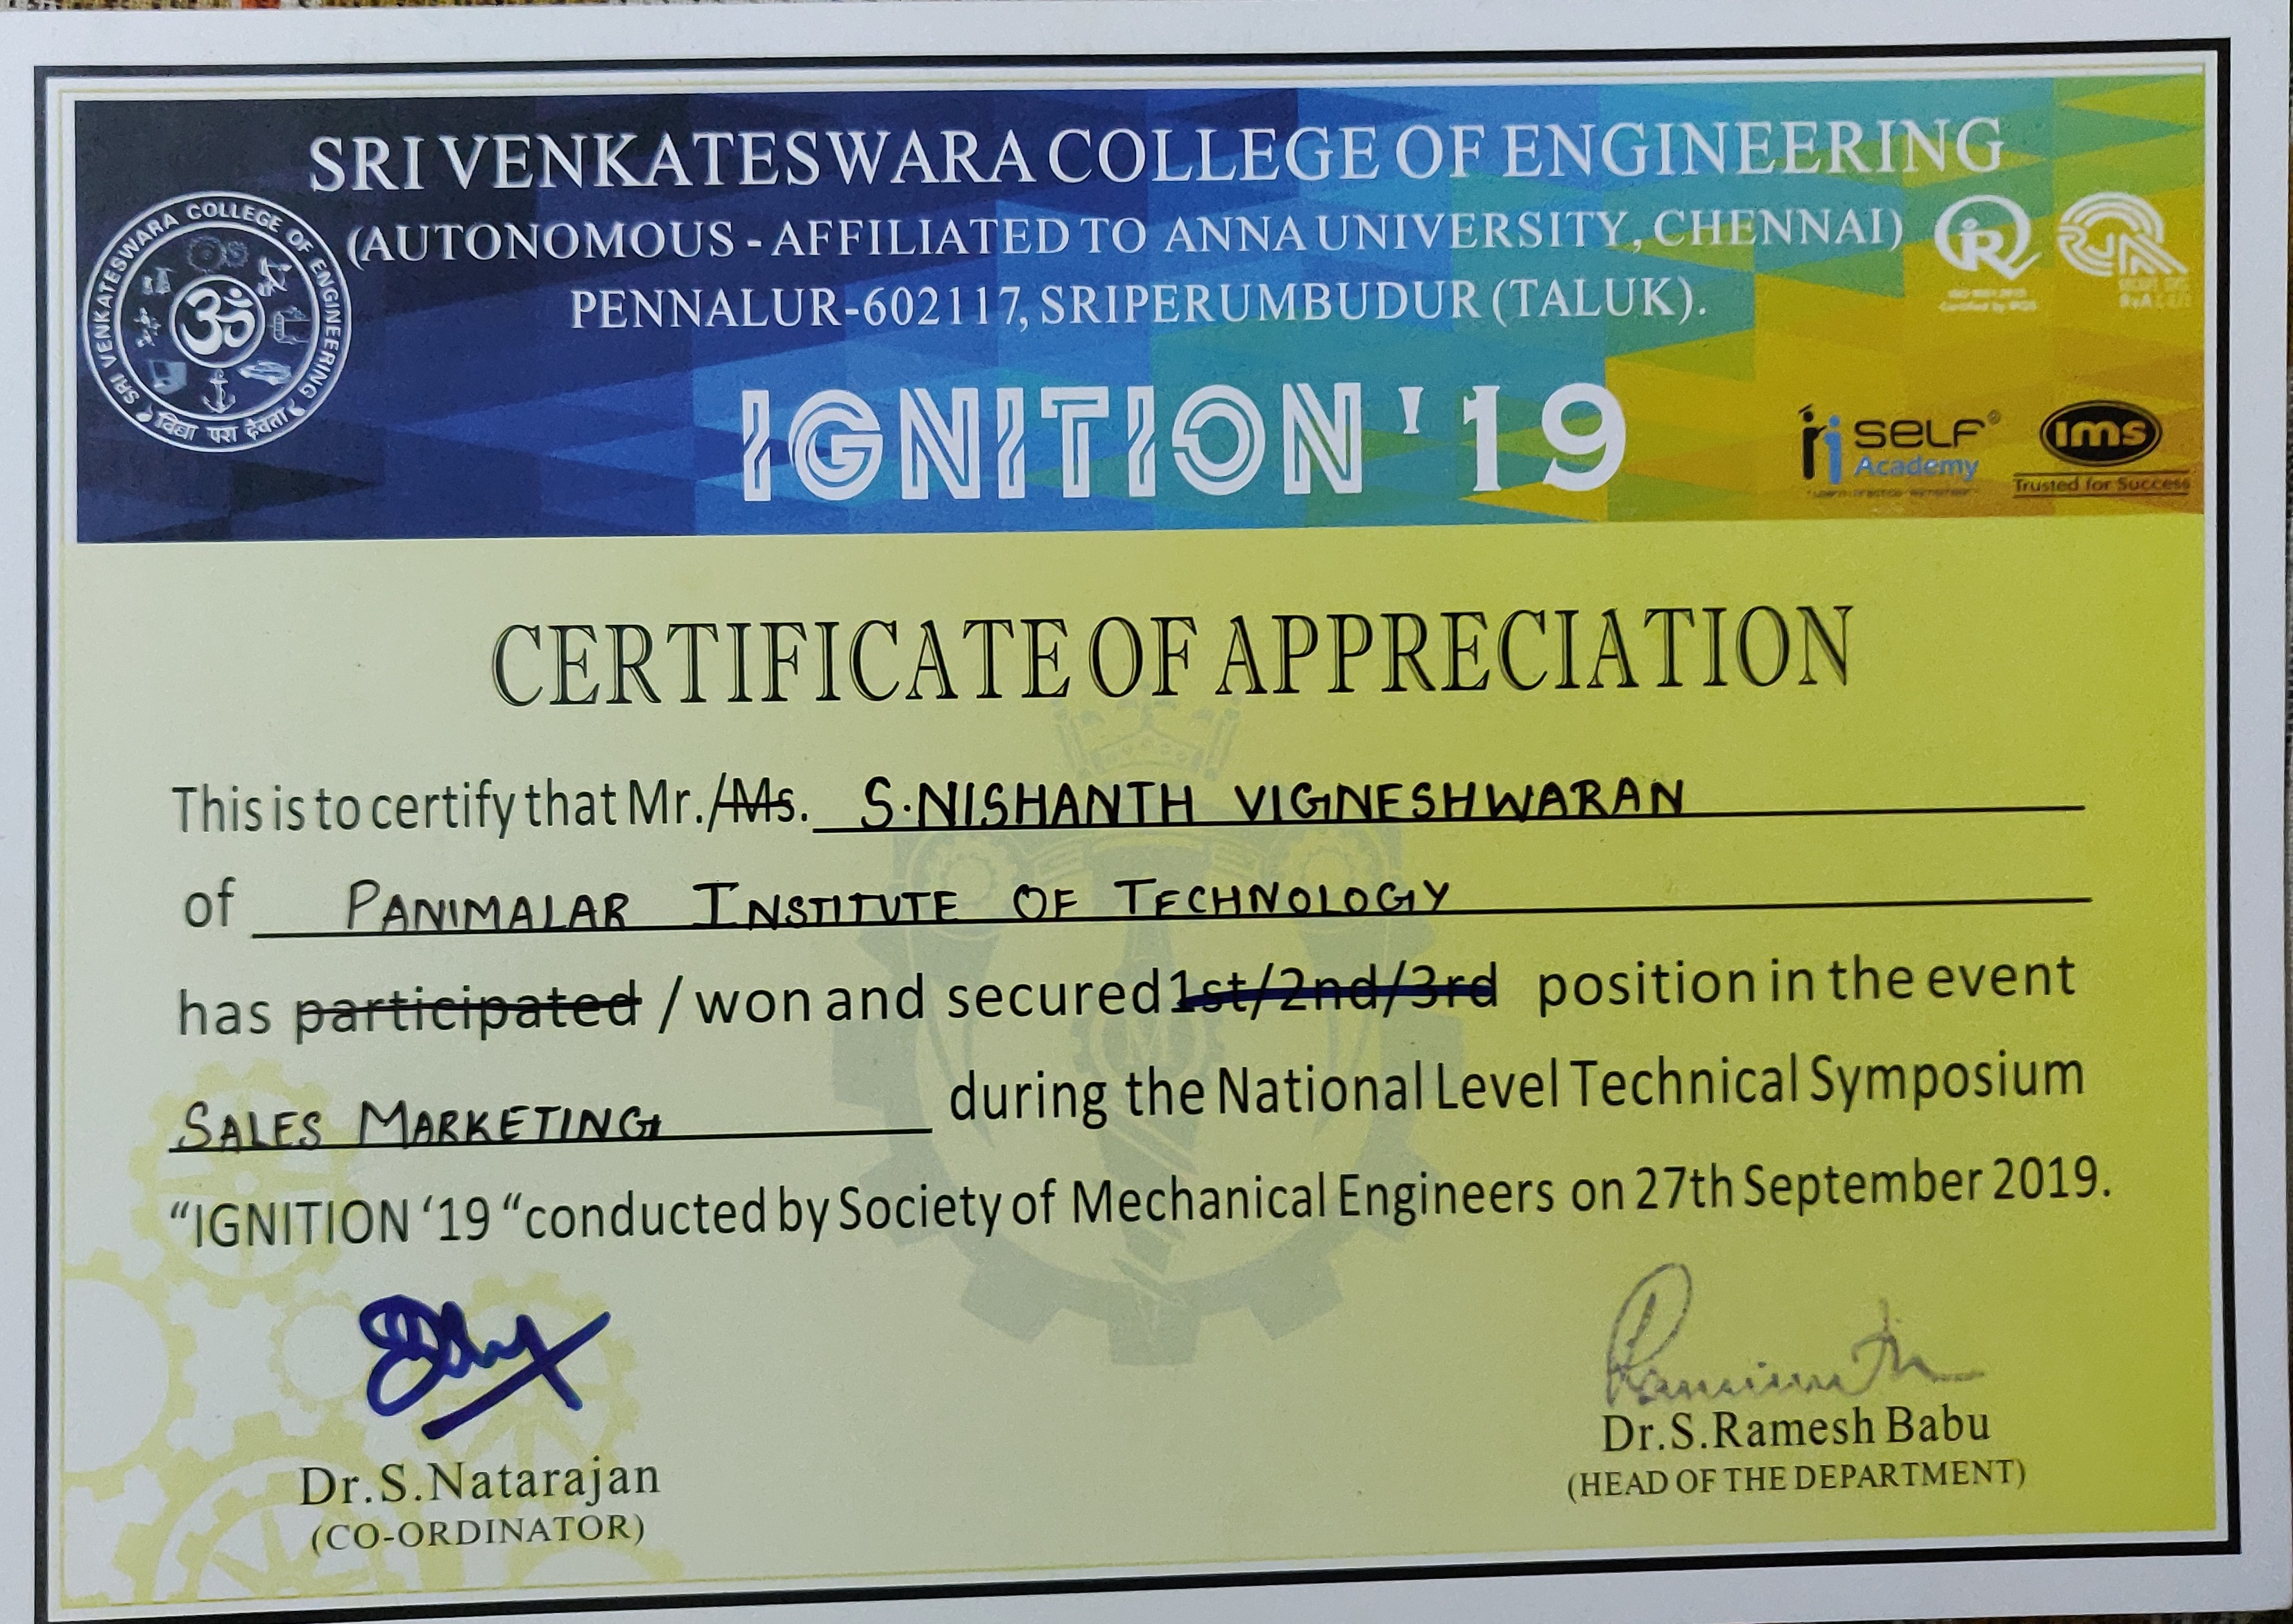 SRI VENKATESWARA COLLEGE OF ENGINEERING
(AUTONOMOUS - AFFILIATED TO ANNA UNIVERSITY, CHENNAI)
PENNALUR-602117, SRIPERUMBUDUR (TALUK).
SRI VENKATESWARA COLLEGE OF ENGINEERING
ॐ
विद्या परा देवता
IGNITION '19
SELF®
Academy
ims
Trusted for Success
CERTIFICATE OF APPRECIATION
This is to certify that Mr./Ms. S.NISHANTH VIGNESHWARAN
of PANIMALAR INSTITUTE OF TECHNOLOGY
has participated / won and secured 1st/2nd/3rd position in the event
SALES MARKETING during the National Level Technical Symposium
“IGNITION ‘19 “conducted by Society of Mechanical Engineers on 27th September 2019.
Dr.S.Natarajan
(CO-ORDINATOR)
Dr.S.Ramesh Babu
(HEAD OF THE DEPARTMENT)